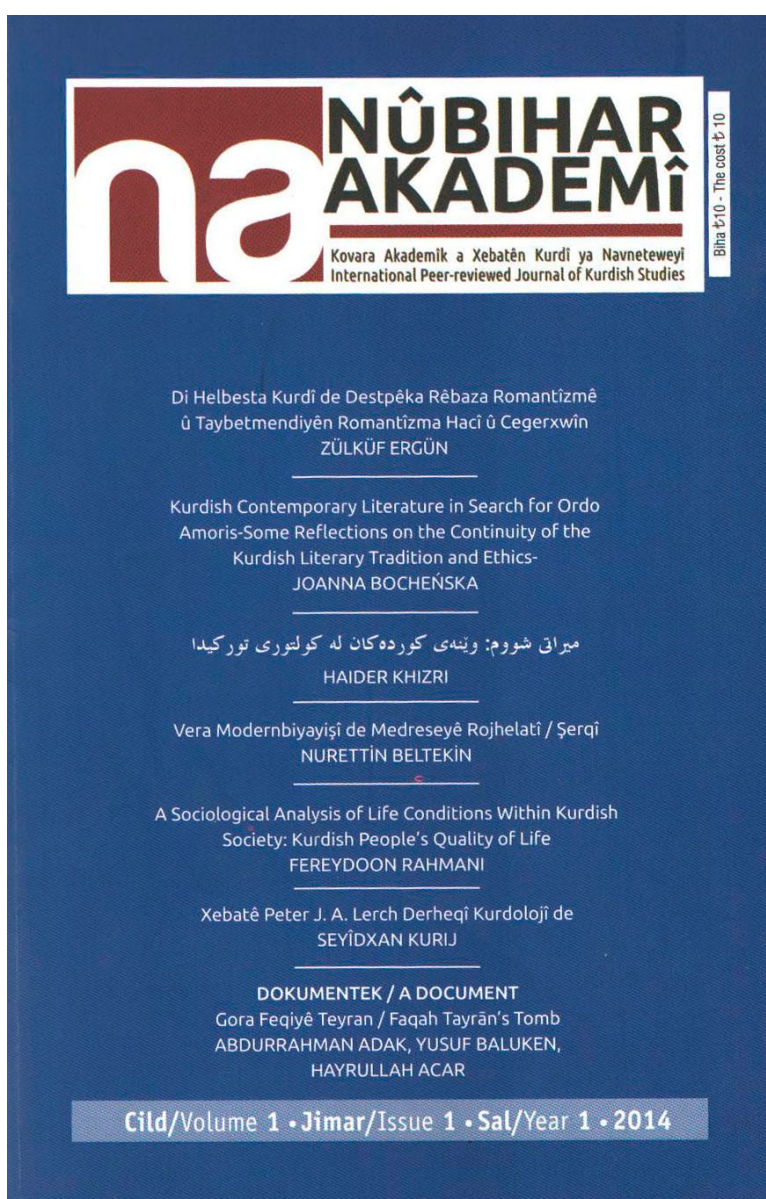 na
NÛBIHAR
AKADEMÎ
Kovara Akademîk a Xebatên Kurdî ya Navneteweyî
International Peer-reviewed Journal of Kurdish Studies
Biha ₺10 - The cost ₺ 10
Di Helbesta Kurdî de Destpêka Rêbaza Romantîzmê
û Taybetmendiyên Romantîzma Hacî û Cegerxwîn
ZÜLKÜF ERGÜN
Kurdish Contemporary Literature in Search for Ordo
Amoris-Some Reflections on the Continuity of the
Kurdish Literary Tradition and Ethics-
JOANNA BOCHEŃSKA
میراتی شووم: وێنەی کوردەکان لە کولتوری تورکیدا
HAIDER KHIZRI
Vera Modernbiyayişî de Medreseyê Rojhelatî / Şerqî
NURETTİN BELTEKİN
A Sociological Analysis of Life Conditions Within Kurdish
Society: Kurdish People's Quality of Life
FEREYDOON RAHMANI
Xebatê Peter J. A. Lerch Derheqî Kurdolojî de
SEYÎDXAN KURIJ
DOKUMENTEK / A DOCUMENT
Gora Feqiyê Teyran / Faqah Tayrān's Tomb
ABDURRAHMAN ADAK, YUSUF BALUKEN,
HAYRULLAH ACAR
Cild/Volume 1 • Jimar/Issue 1 • Sal/Year 1 • 2014